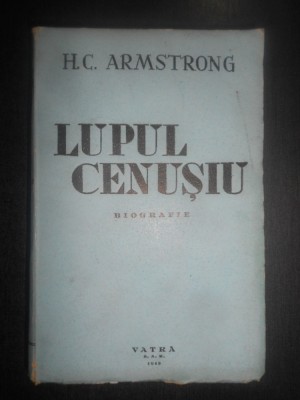 H.C. ARMSTRONG
LUPUL
CENUȘIU
BIOGRAFIE
VATRA